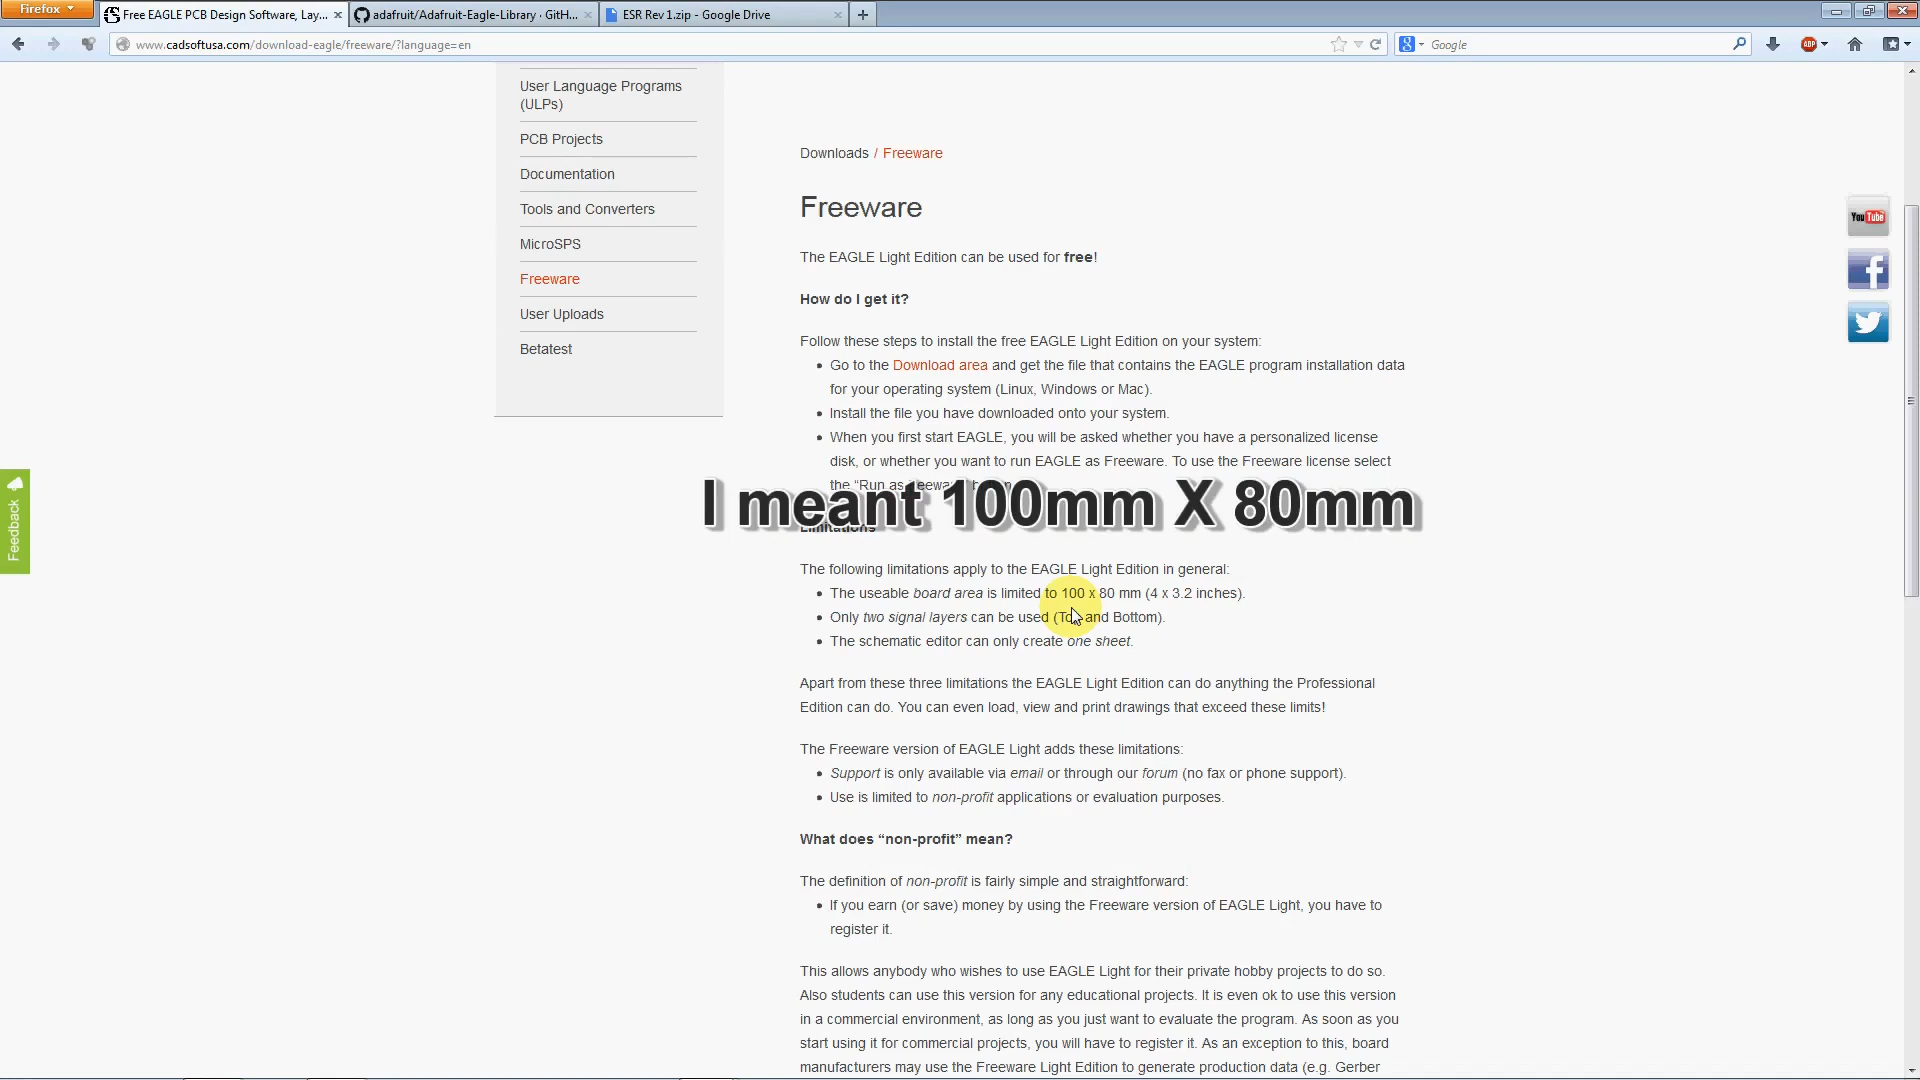 Firefox
Free EAGLE PCB Design Software, Lay...
adafruit/Adafruit-Eagle-Library · GitH...
ESR Rev 1.zip - Google Drive
www.cadsoftusa.com/download-eagle/freeware/?language=en
Google
ABP
User Language Programs
(ULPs)
PCB Projects
Documentation
Tools and Converters
MicroSPS
Freeware
User Uploads
Betatest
Feedback
You Tube
Downloads / Freeware
Freeware
The EAGLE Light Edition can be used for free!
How do I get it?
Follow these steps to install the free EAGLE Light Edition on your system:
Go to the Download area and get the file that contains the EAGLE program installation data
for your operating system (Linux, Windows or Mac).
Install the file you have downloaded onto your system.
When you first start EAGLE, you will be asked whether you have a personalized license
disk, or whether you want to run EAGLE as Freeware. To use the Freeware license select
the "Run as Freeware"
I meant 100mm X 80mm
Limitations
The following limitations apply to the EAGLE Light Edition in general:
The useable board area is limited to 100 x 80 mm (4 x 3.2 inches).
Only two signal layers can be used (Top and Bottom).
The schematic editor can only create one sheet.
Apart from these three limitations the EAGLE Light Edition can do anything the Professional
Edition can do. You can even load, view and print drawings that exceed these limits!
The Freeware version of EAGLE Light adds these limitations:
Support is only available via email or through our forum (no fax or phone support).
Use is limited to non-profit applications or evaluation purposes.
What does “non-profit” mean?
The definition of non-profit is fairly simple and straightforward:
If you earn (or save) money by using the Freeware version of EAGLE Light, you have to
register it.
This allows anybody who wishes to use EAGLE Light for their private hobby projects to do so.
Also students can use this version for any educational projects. It is even ok to use this version
in a commercial environment, as long as you just want to evaluate the program. As soon as you
start using it for commercial projects, you will have to register it. As an exception to this, board
manufacturers may use the Freeware Light Edition to generate production data (e.g. Gerber